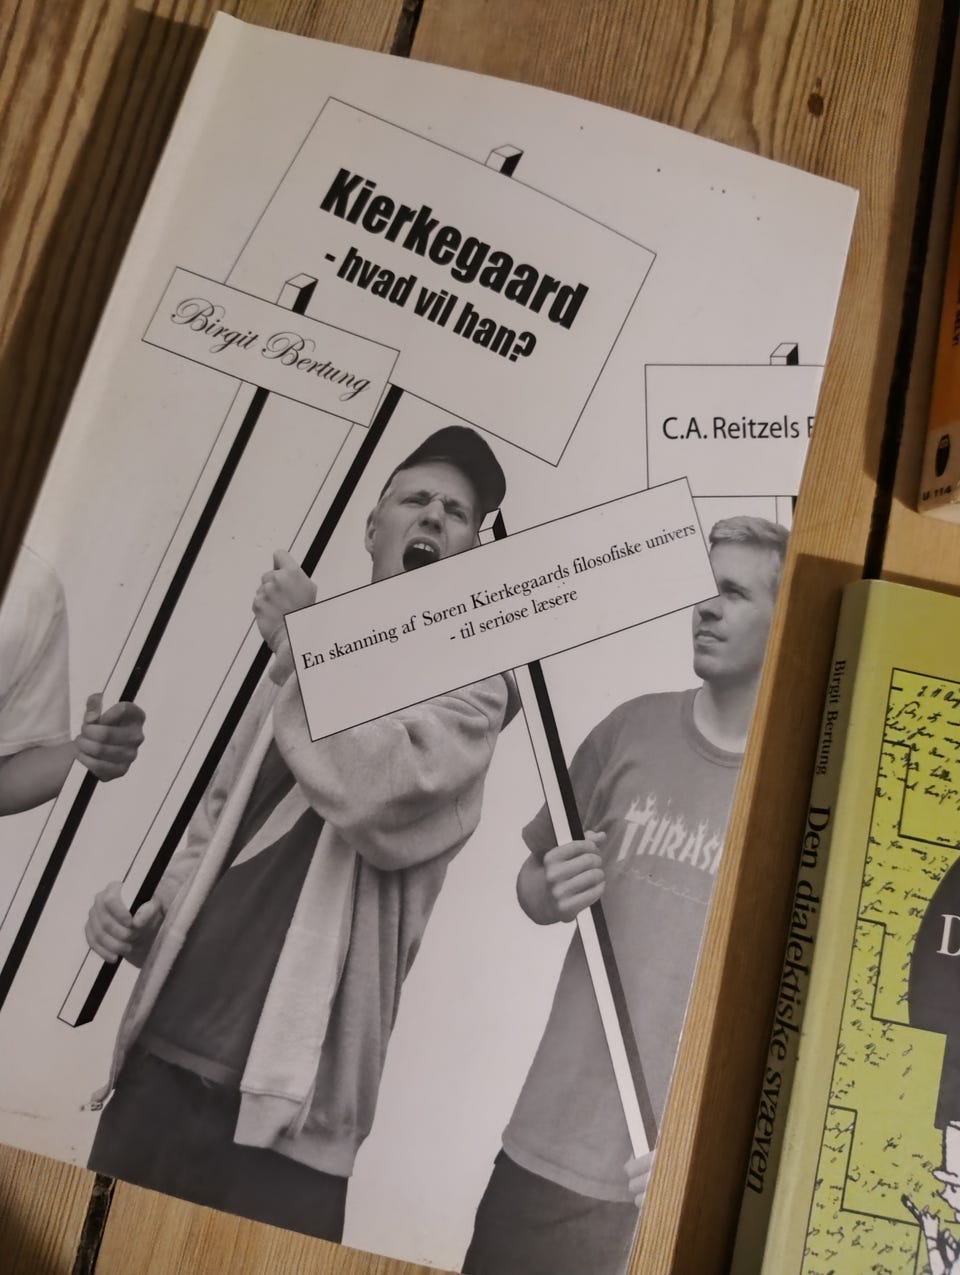 Kierkegaard
- hvad vil han?
Birgit Bertung
C.A. Reitzels
En skanning af Søren Kierkegaards filosofiske univers
- til seriøse læsere
THRAS
U 114
Birgit Bertung Den dialektiske svæven
D